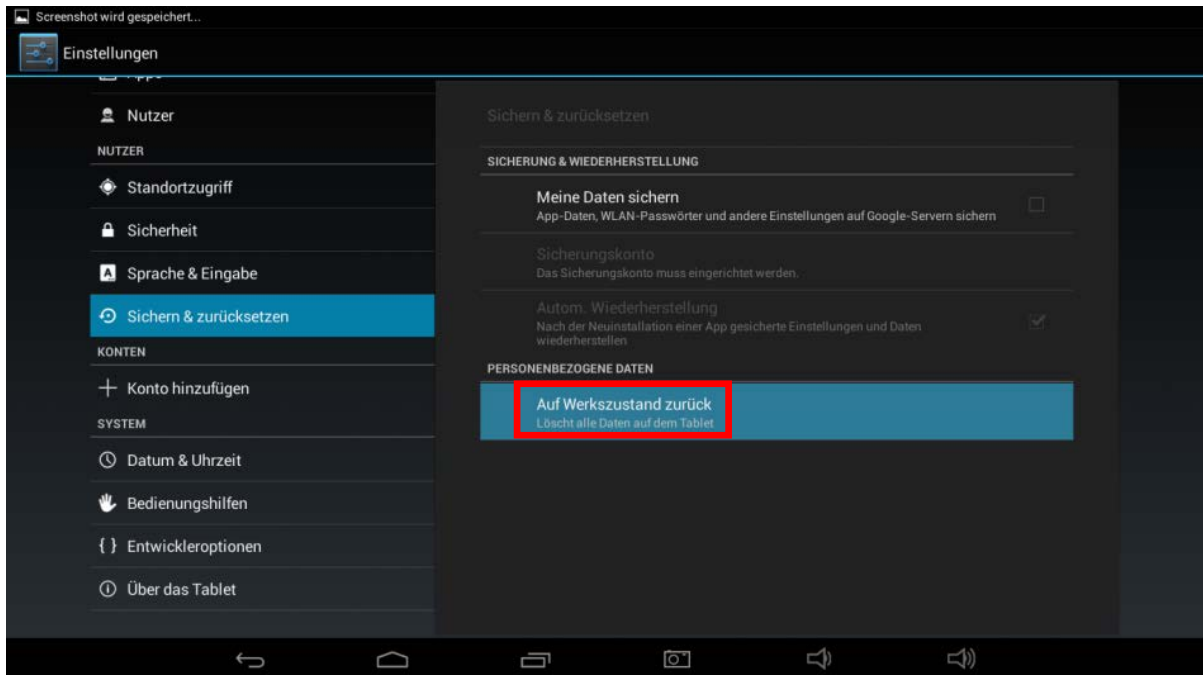 Screenshot wird gespeichert...
Einstellungen
Nutzer
NUTZER
Standortzugriff
Sicherheit
Sprache & Eingabe
Sichern & zurücksetzen
KONTEN
Konto hinzufügen
SYSTEM
Datum & Uhrzeit
Bedienungshilfen
Entwickleroptionen
Über das Tablet
Sichern & zurücksetzen
SICHERUNG & WIEDERHERSTELLUNG
Meine Daten sichern
App-Daten, WLAN-Passwörter und andere Einstellungen auf Google-Servern sichern
Sicherungskonto
Das Sicherungskonto muss eingerichtet werden.
Autom. Wiederherstellung
Nach der Neuinstallation einer App gesicherte Einstellungen und Daten
wiederherstellen
PERSONENBEZOGENE DATEN
Auf Werkszustand zurück
Löscht alle Daten auf dem Tablet